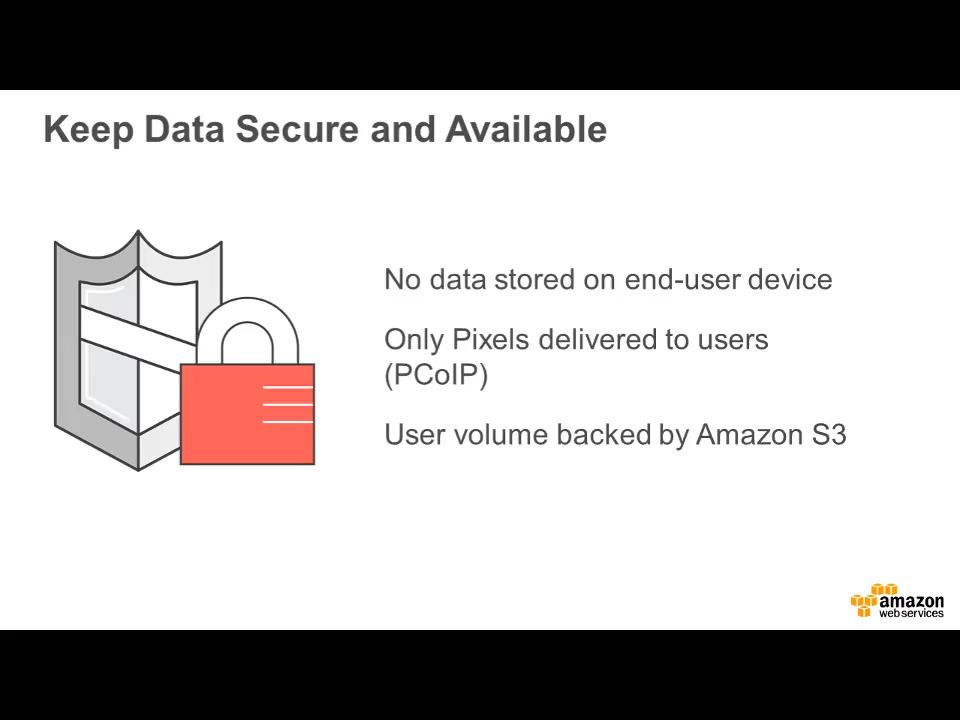 Keep Data Secure and Available
No data stored on end-user device
Only Pixels delivered to users
(PCoIP)
User volume backed by Amazon S3
amazon
webservices